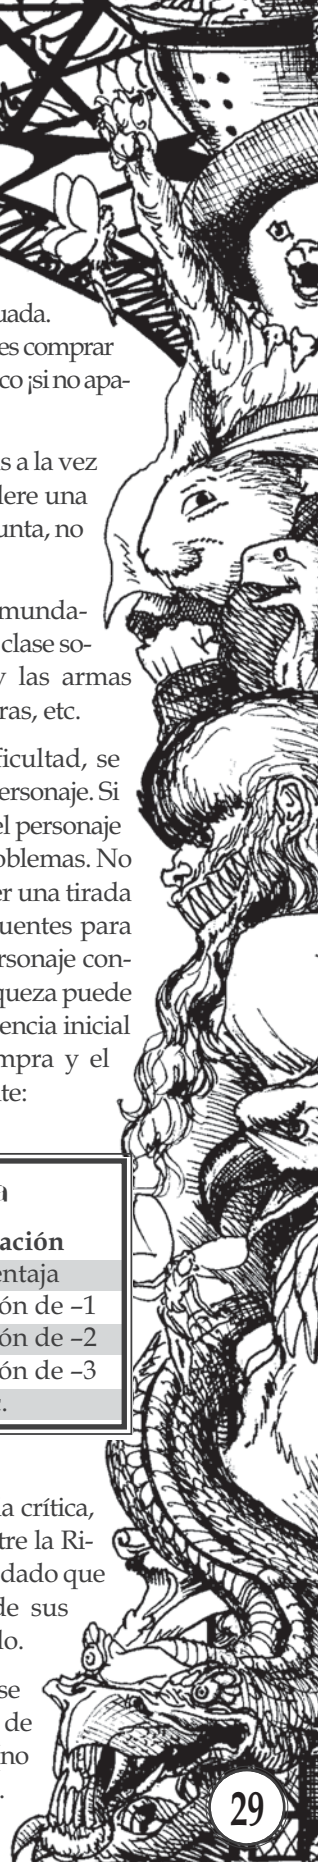 uada.
es comprar
co ¡si no apa-
s a la vez
lere una
unta, no
munda-
clase so-
y las armas
ras, etc.
ficultad, se
ersonaje. Si
el personaje
oblemas. No
er una tirada
uentes para
rsonaje con-
queza puede
encia inicial
mpra y el
te:
a
ación
entaja
ón de –1
ón de –2
ón de –3
.
a crítica,
tre la Ri-
dado que
de sus
lo.
se
de
no
.
29